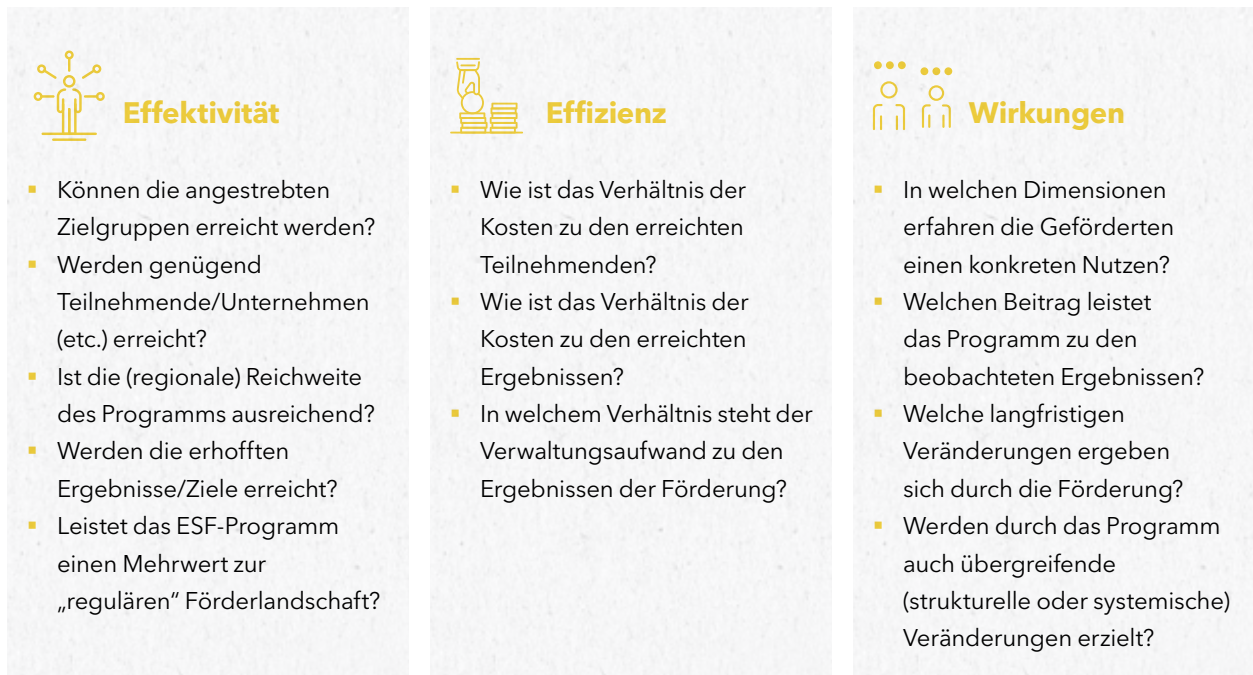 Effektivität
▪ Können die angestrebten
Zielgruppen erreicht werden?
▪ Werden genügend
Teilnehmende/Unternehmen
(etc.) erreicht?
▪ Ist die (regionale) Reichweite
des Programms ausreichend?
▪ Werden die erhofften
Ergebnisse/Ziele erreicht?
▪ Leistet das ESF-Programm
einen Mehrwert zur
„regulären“ Förderlandschaft?
Effizienz
▪ Wie ist das Verhältnis der
Kosten zu den erreichten
Teilnehmenden?
▪ Wie ist das Verhältnis der
Kosten zu den erreichten
Ergebnissen?
▪ In welchem Verhältnis steht der
Verwaltungsaufwand zu den
Ergebnissen der Förderung?
Wirkungen
▪ In welchen Dimensionen
erfahren die Geförderten
einen konkreten Nutzen?
▪ Welchen Beitrag leistet
das Programm zu den
beobachteten Ergebnissen?
▪ Welche langfristigen
Veränderungen ergeben
sich durch die Förderung?
▪ Werden durch das Programm
auch übergreifende
(strukturelle oder systemische)
Veränderungen erzielt?